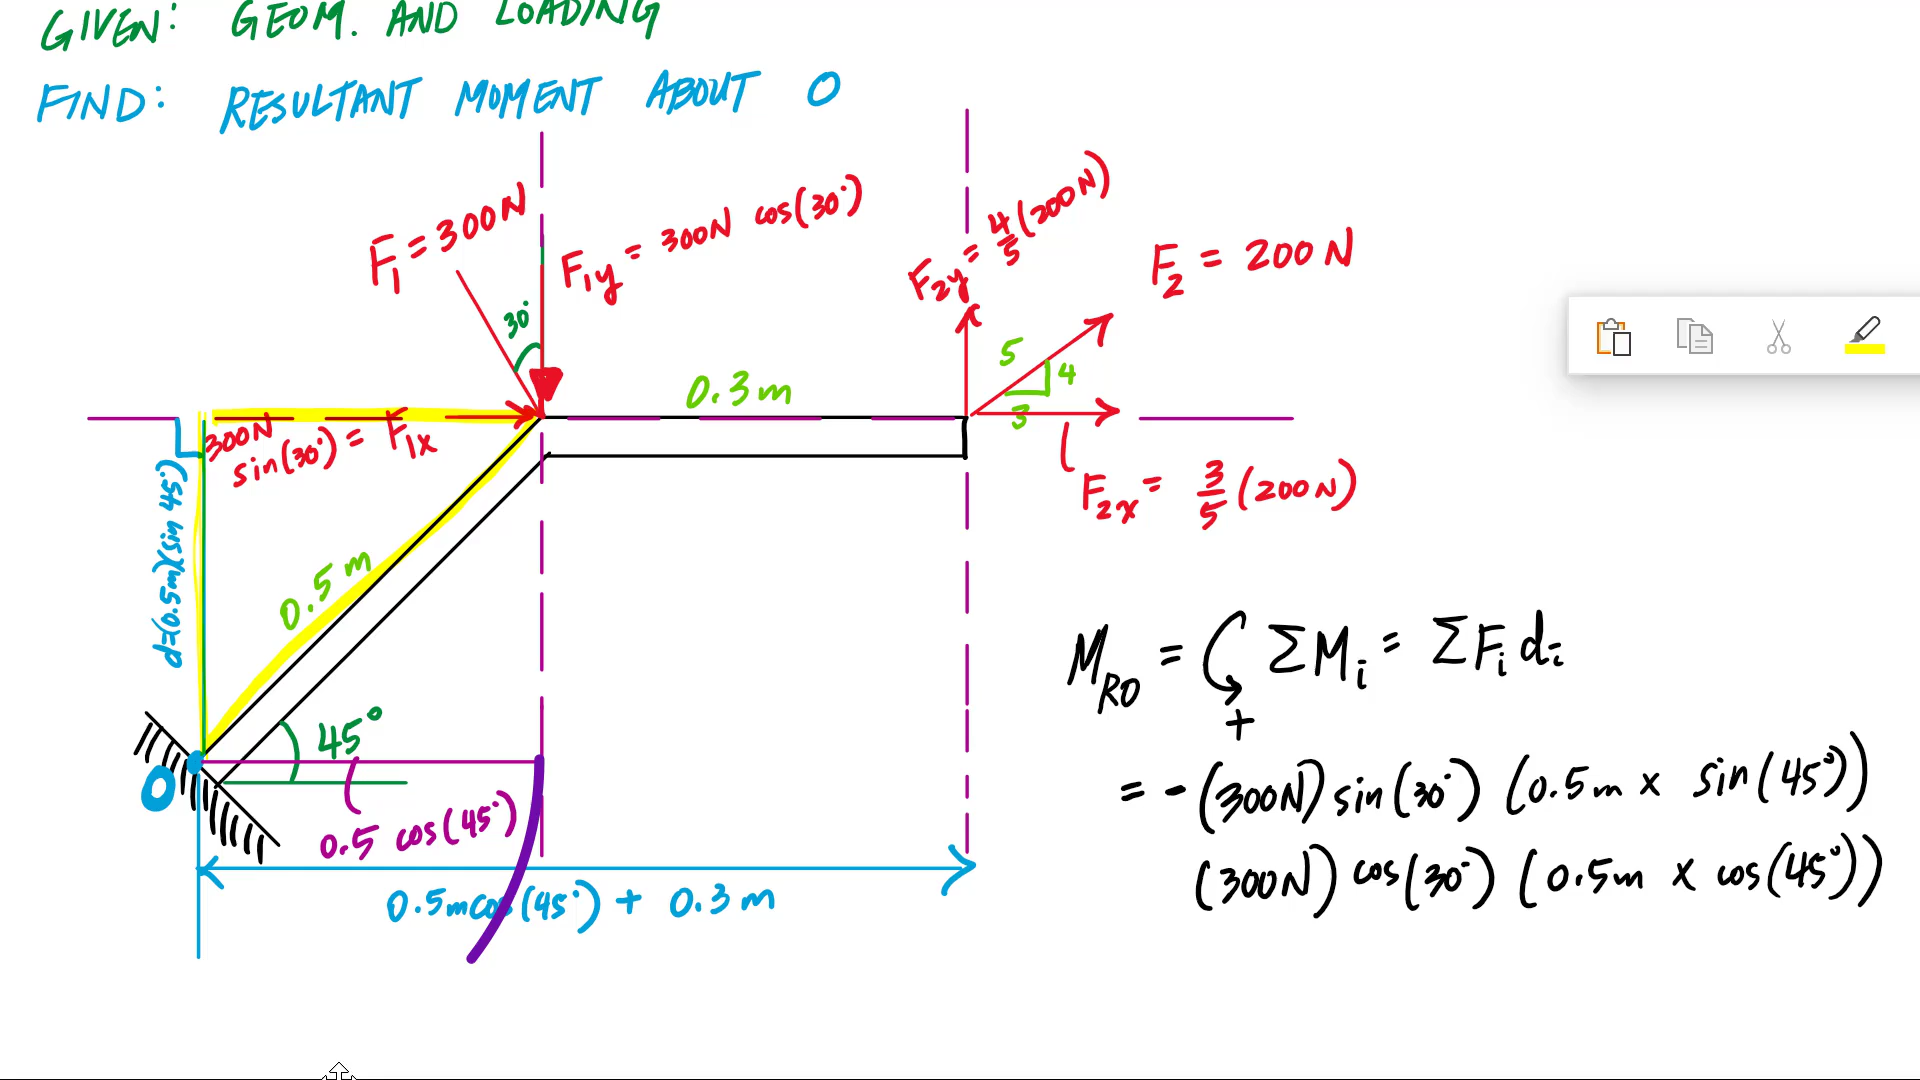 GIVEN: GEOM. AND LOADING
FIND: RESULTANT MOMENT ABOUT O
F₁ = 300N
F₁y = 300N cos(30°)
F₂y = 4/5 (200N)
F₂ = 200 N
30°
5
4
3
0.3 m
300N sin(30°) = F₁x
F₂x = 3/5 (200N)
d=(0.5m)(sin 45°)
0.5 m
M_RO = ΣMᵢ = ΣFᵢ dᵢ
+
45°
O
= - (300N) sin(30°) (0.5m x sin(45°))
0.5 cos(45°)
(300N) cos(30°) (0.5m x cos(45°))
0.5mcos(45°) + 0.3 m